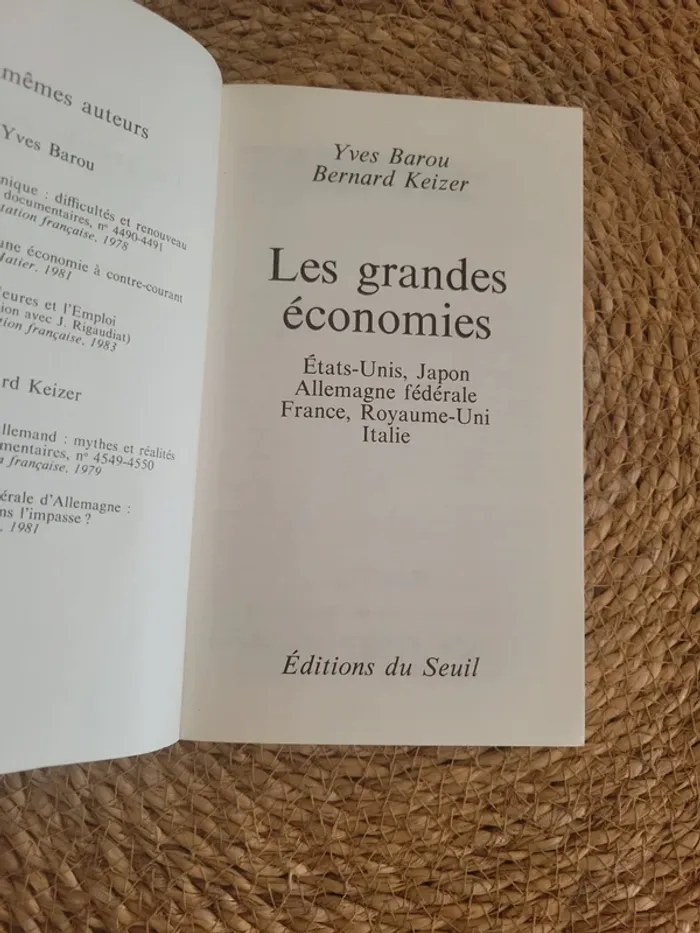 mêmes auteurs
Yves Barou
nique : difficultés et renouveau
documentaires, n° 4490-4491
tation française, 1978
une économie à contre-courant
Hatier, 1981
eures et l'Emploi
ion avec J. Rigaudiat)
tion française, 1983
rd Keizer
llemand : mythes et réalités
mentaires, n° 4549-4550
n française, 1979
érale d'Allemagne :
ns l'impasse ?
, 1981
Yves Barou
Bernard Keizer
Les grandes
économies
États-Unis, Japon
Allemagne fédérale
France, Royaume-Uni
Italie
Éditions du Seuil